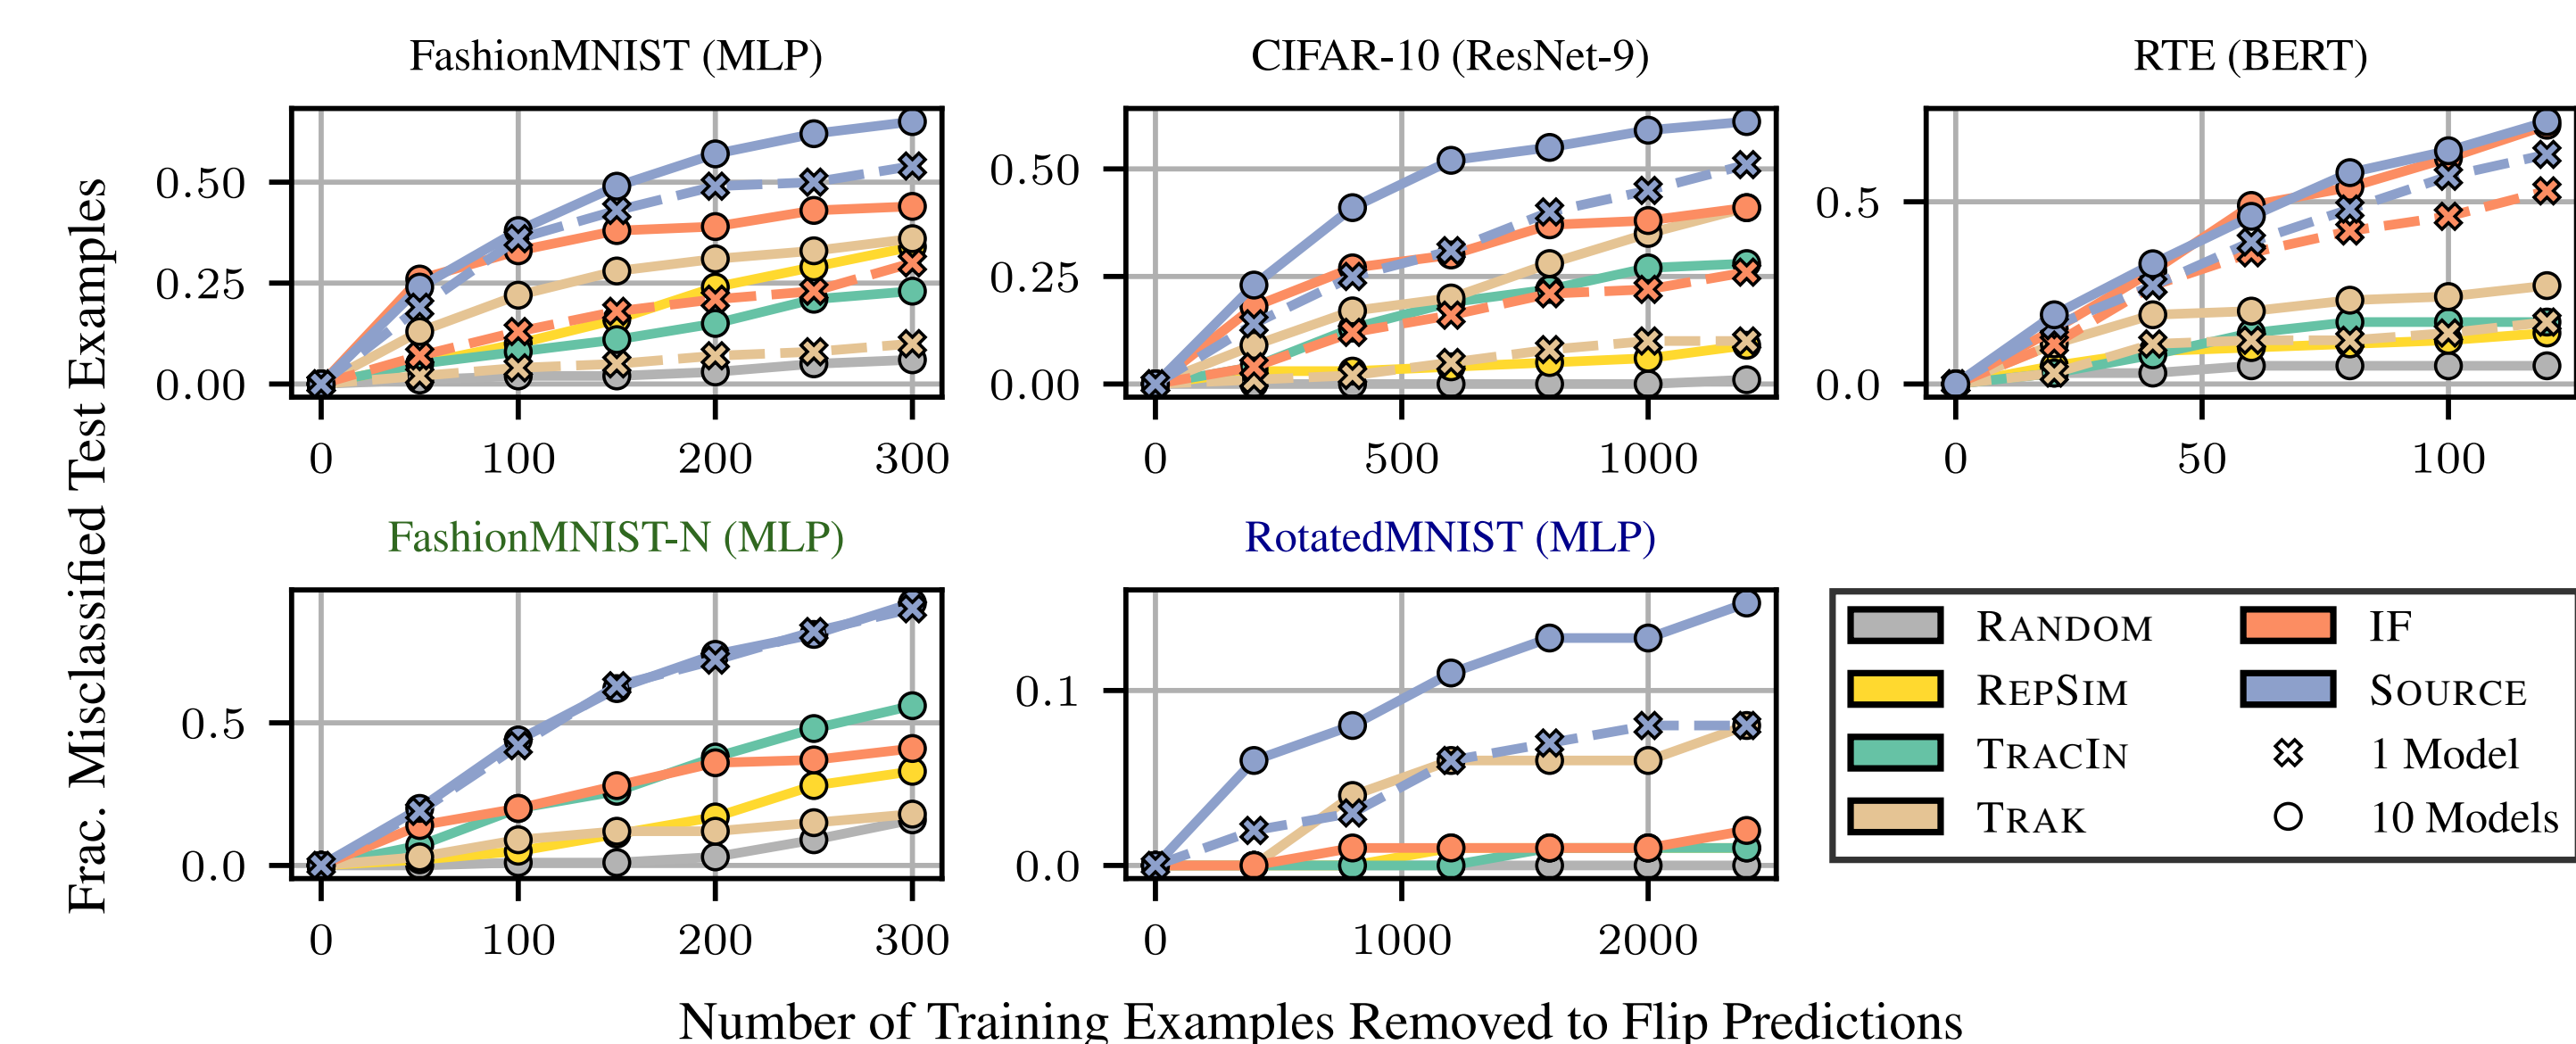 FashionMNIST (MLP)
CIFAR-10 (ResNet-9)
RTE (BERT)
Frac. Misclassified Test Examples
0.50
0.25
0.00
0 100 200 300
0.50
0.25
0.00
0 500 1000
0.5
0.0
0 50 100
FashionMNIST-N (MLP)
RotatedMNIST (MLP)
0.5
0.0
0 100 200 300
0.1
0.0
0 1000 2000
RANDOM
REPSIM
TRACIN
TRAK
IF
SOURCE
1 Model
10 Models
Number of Training Examples Removed to Flip Predictions